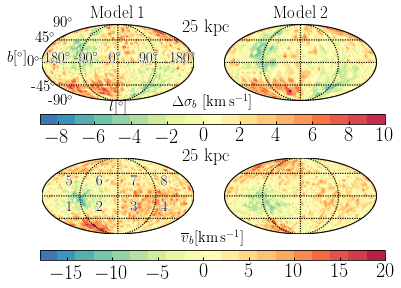 Model 1 Model 2
90° 25 kpc
45°
b[°] 0° -180° -90° 0° 90° 180°
-45°
-90° l[°] Δσ_b [km s⁻¹]
−8 −6 −4 −2 0 2 4 6 8 10
25 kpc
5 6 7 8
1 2 3 4
v̅_b[km s⁻¹]
−15 −10 −5 0 5 10 15 20